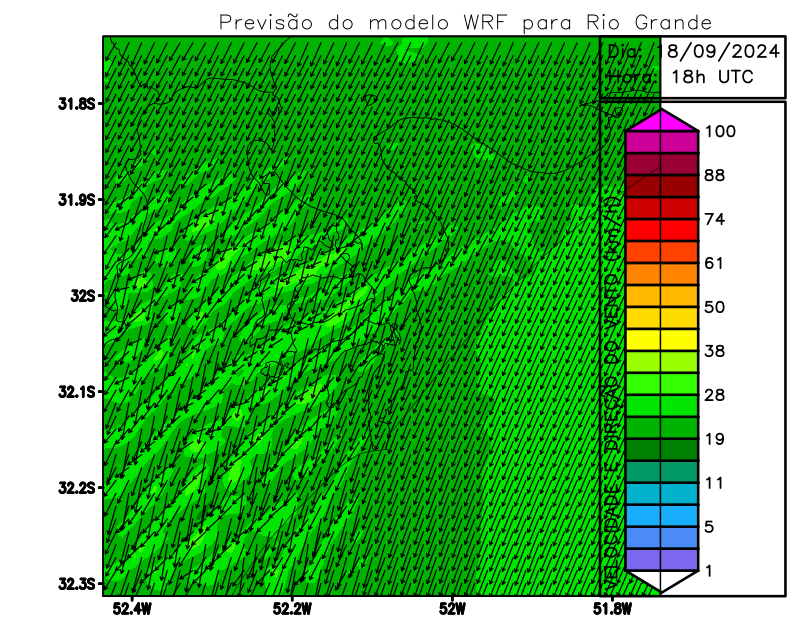 Previsão do modelo WRF para Rio Grande
Dia: 18/09/2024
Hora: 18h UTC
31.8S
31.9S
32S
32.1S
32.2S
32.3S
52.4W
52.2W
52W
51.8W
VELOCIDADE E DIREÇÃO DO VENTO (km/h)
100
88
74
61
50
38
28
19
11
5
1